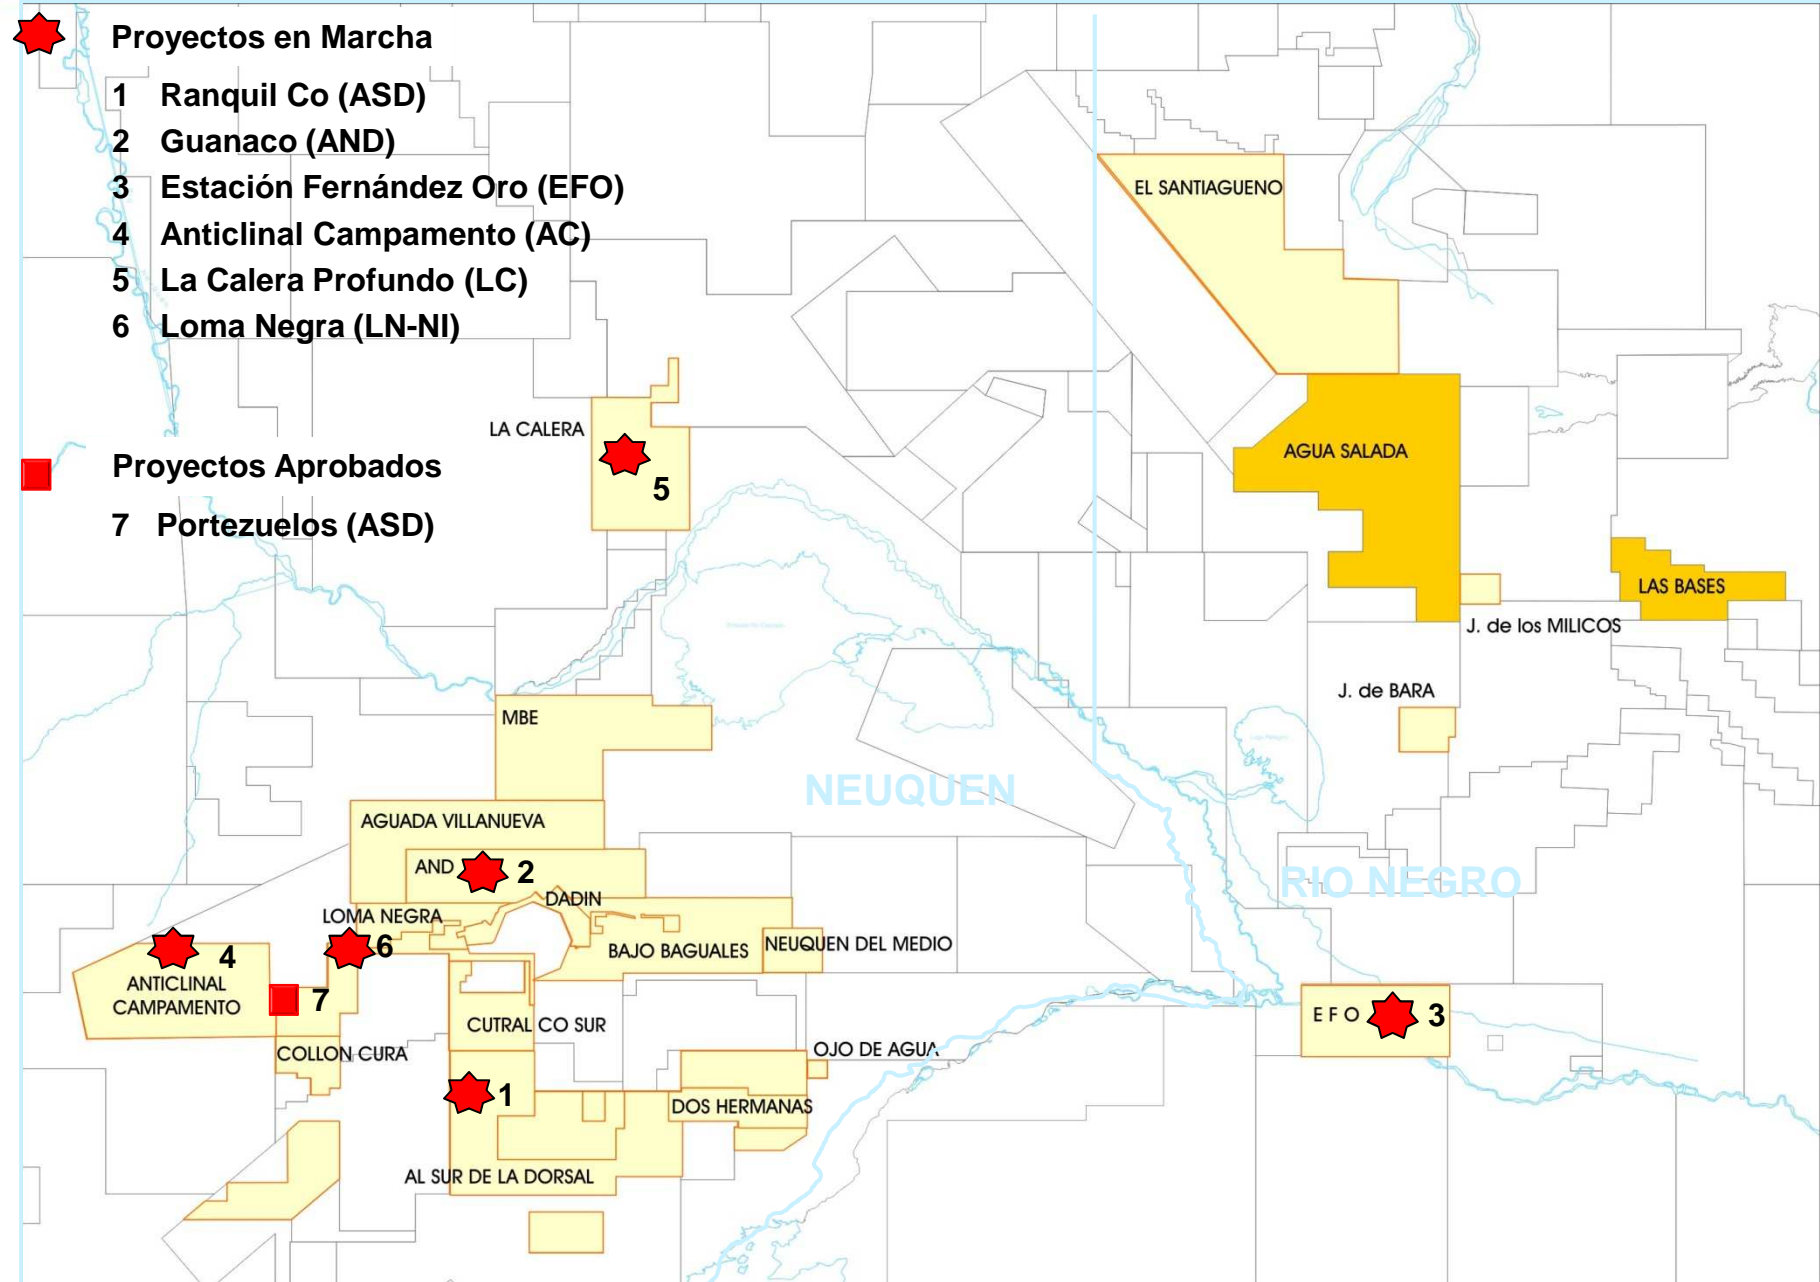 Proyectos en Marcha
1 Ranquil Co (ASD)
2 Guanaco (AND)
3 Estación Fernández Oro (EFO)
4 Anticlinal Campamento (AC)
5 La Calera Profundo (LC)
6 Loma Negra (LN-NI)
Proyectos Aprobados
7 Portezuelos (ASD)
EL SANTIAGUENO
LA CALERA
5
AGUA SALADA
LAS BASES
J. de los MILICOS
J. de BARA
MBE
NEUQUEN
AGUADA VILLANUEVA
AND
2
RIO NEGRO
DADIN
LOMA NEGRA
6
BAJO BAGUALES
NEUQUEN DEL MEDIO
4
ANTICLINAL
CAMPAMENTO
7
CUTRAL CO SUR
E F O
3
COLLON CURA
OJO DE AGUA
1
DOS HERMANAS
AL SUR DE LA DORSAL